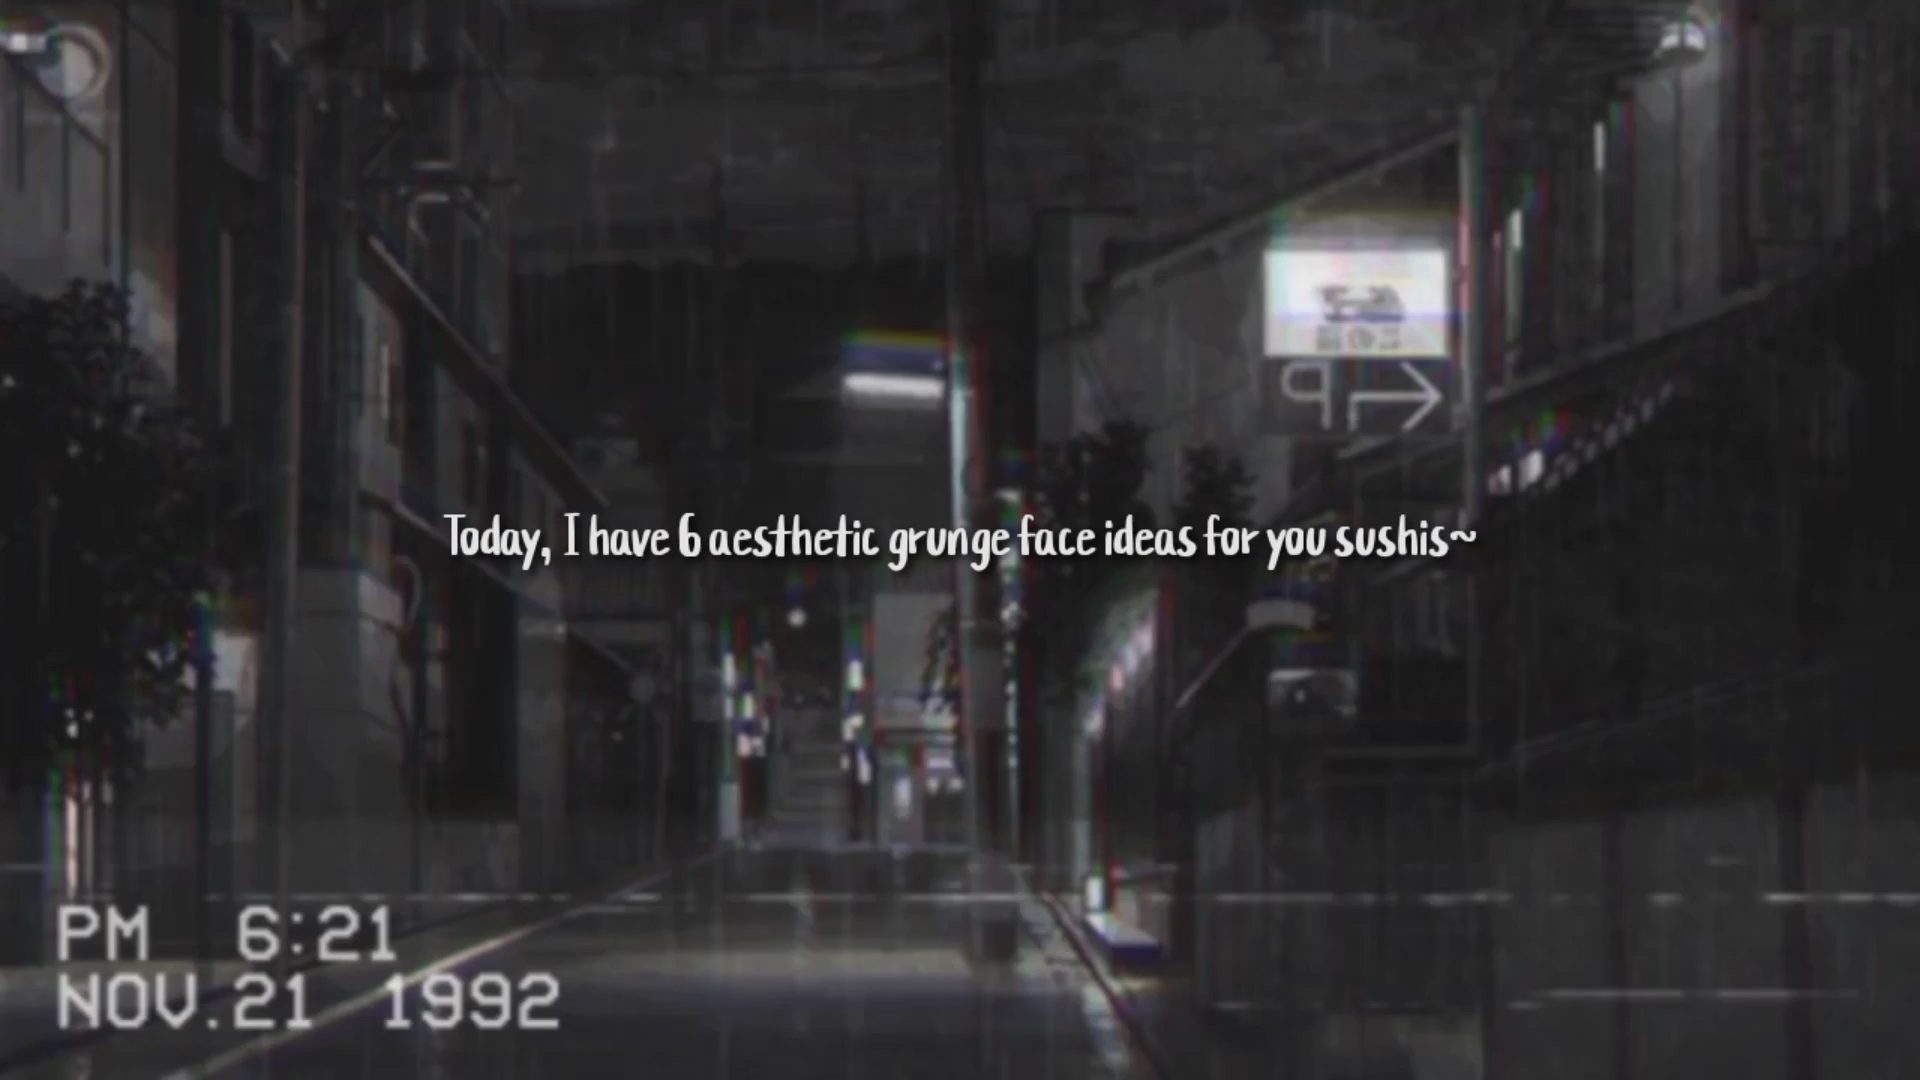 Today, I have 6 aesthetic grunge face ideas for you sushis~
PM 6:21
NOV.21 1992